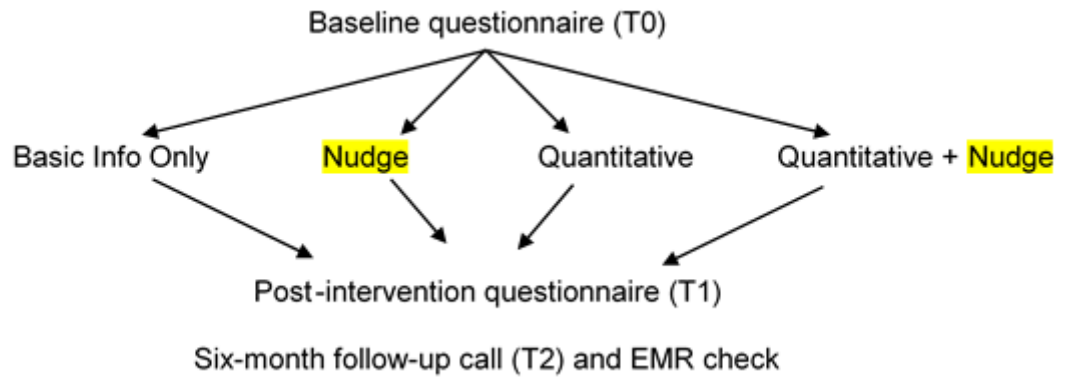 Baseline questionnaire (T0)
Basic Info Only Nudge Quantitative Quantitative + Nudge
Post-intervention questionnaire (T1)
Six-month follow-up call (T2) and EMR check